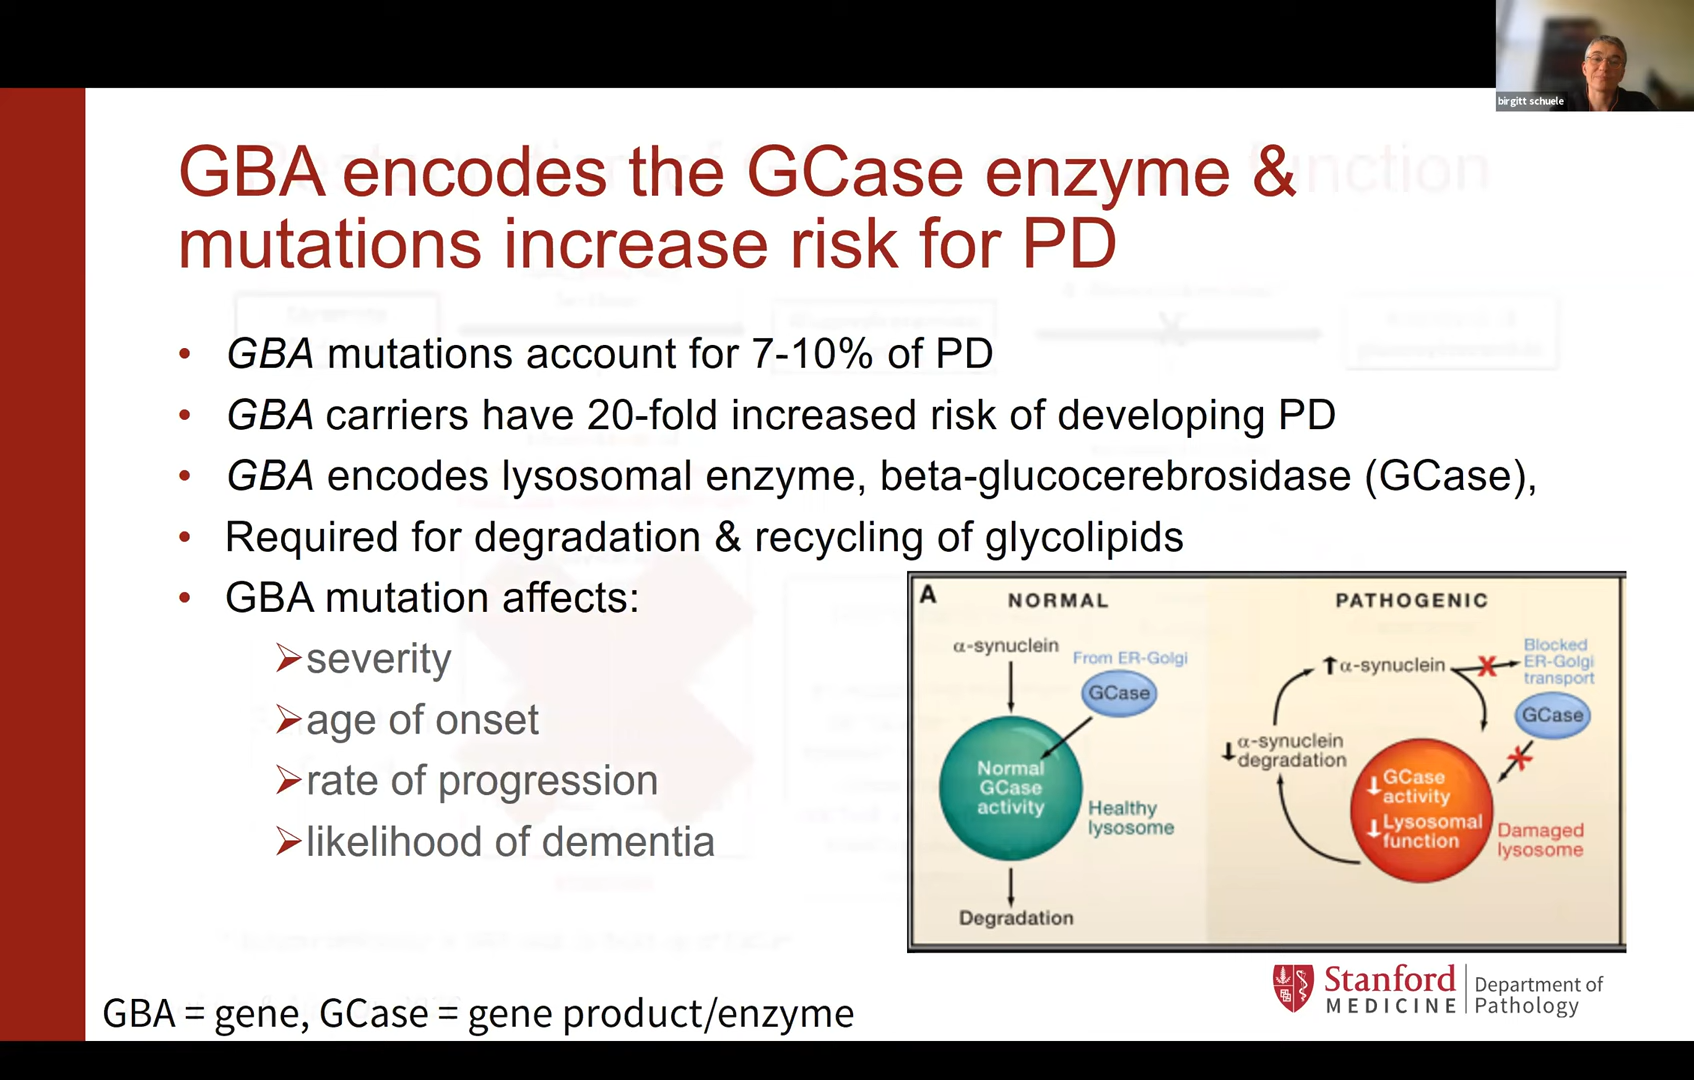 birgitt schuele
GBA encodes the GCase enzyme &
mutations increase risk for PD
• GBA mutations account for 7-10% of PD
• GBA carriers have 20-fold increased risk of developing PD
• GBA encodes lysosomal enzyme, beta-glucocerebrosidase (GCase),
• Required for degradation & recycling of glycolipids
• GBA mutation affects:
➢severity
➢age of onset
➢rate of progression
➢likelihood of dementia
A
NORMAL
α-synuclein
From ER-Golgi
GCase
Normal
GCase
activity
Healthy
lysosome
Degradation
PATHOGENIC
↑α-synuclein
Blocked
ER-Golgi
transport
GCase
↓α-synuclein
degradation
↓GCase
activity
↓Lysosomal
function
Damaged
lysosome
GBA = gene, GCase = gene product/enzyme
Stanford
MEDICINE
Department of
Pathology